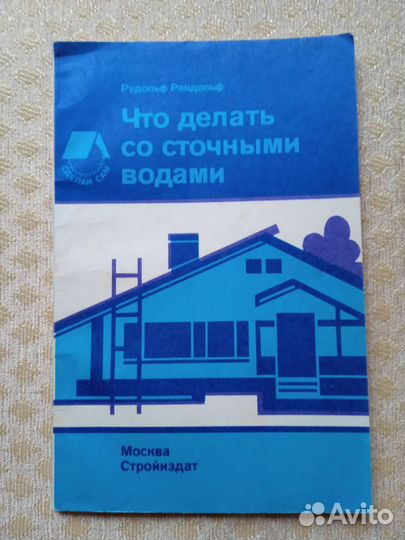 Рудольф Рандольф
Что делать
со сточными
водами
СДЕЛАЙ САМ
Москва
Стройиздат
Avito